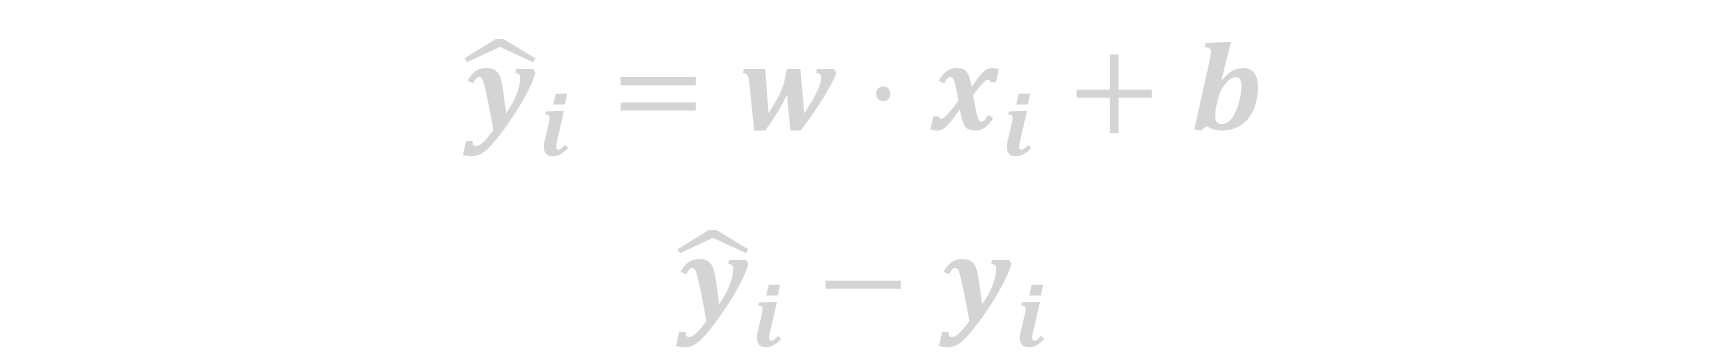 ŷᵢ = w · xᵢ + b
ŷᵢ − yᵢ